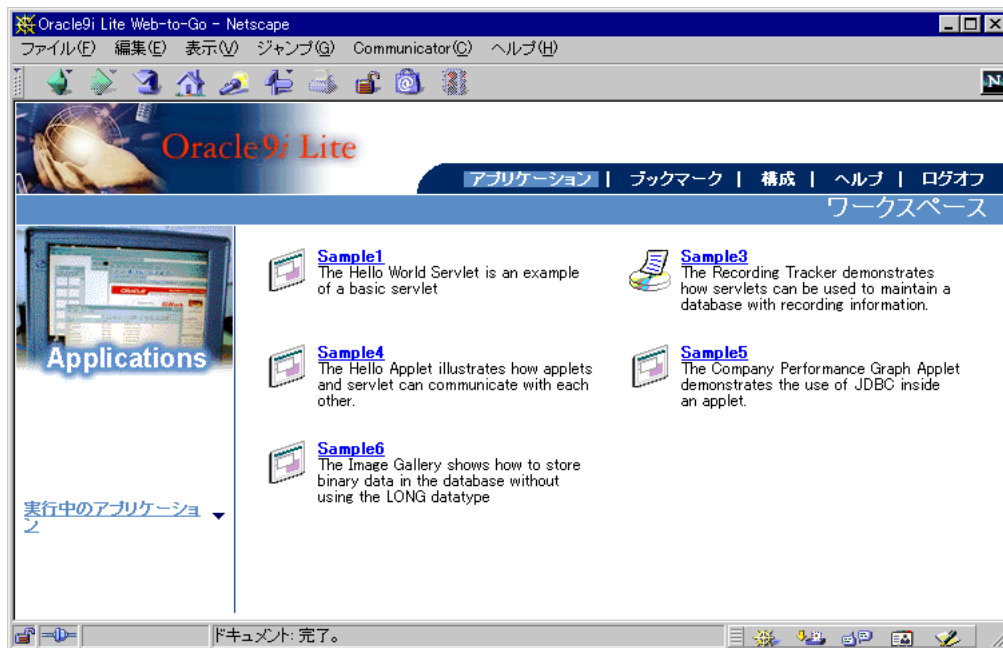 Oracle9i Lite Web-to-Go - Netscape
ファイル(F) 編集(E) 表示(V) ジャンプ(G) Communicator(C) ヘルプ(H)
N
Oracle9i Lite
アプリケーション | ブックマーク | 構成 | ヘルプ | ログオフ
ワークスペース
Applications
実行中のアプリケーショ
ン
Sample1
The Hello World Servlet is an example
of a basic servlet
Sample3
The Recording Tracker demonstrates
how servlets can be used to maintain a
database with recording information.
Sample4
The Hello Applet illustrates how applets
and servlet can communicate with each
other.
Sample5
The Company Performance Graph Applet
demonstrates the use of JDBC inside
an applet.
Sample6
The Image Gallery shows how to store
binary data in the database without
using the LONG datatype
ドキュメント: 完了。